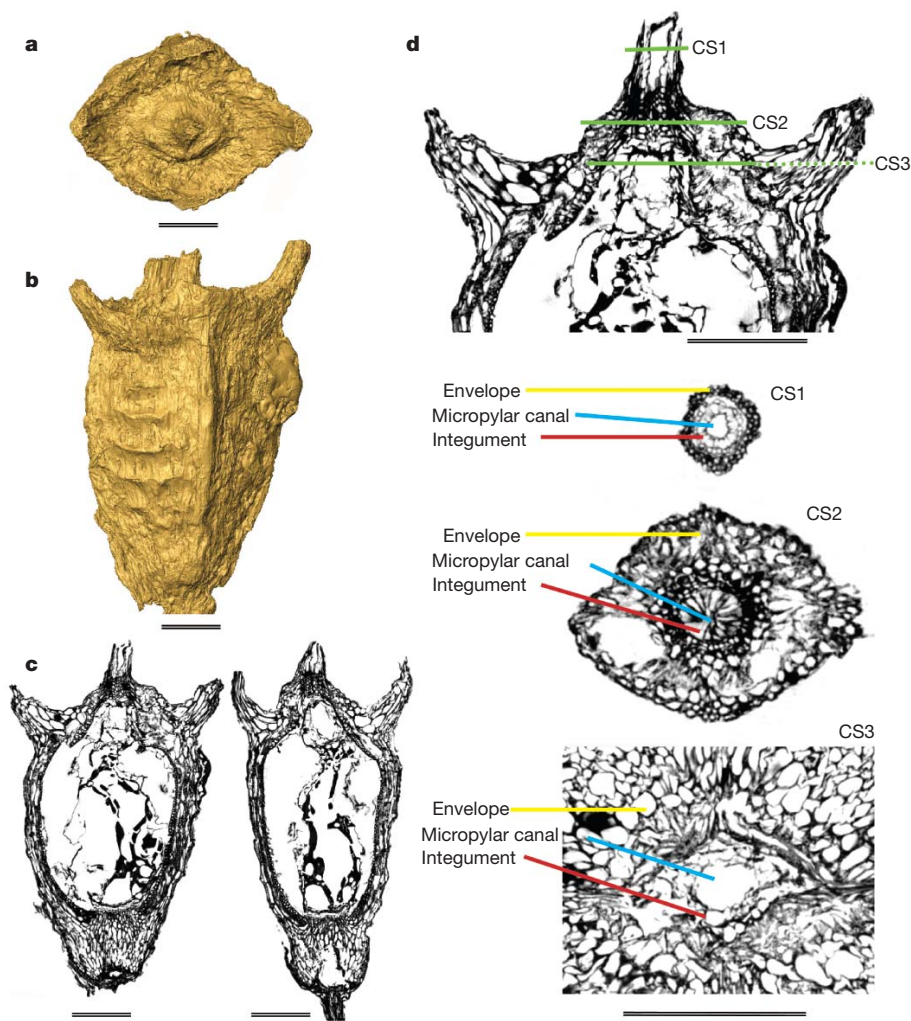 a
b
c
d
CS1
CS2
CS3
Envelope
CS1
Micropylar canal
Integument
CS2
Envelope
Micropylar canal
Integument
CS3
Envelope
Micropylar canal
Integument